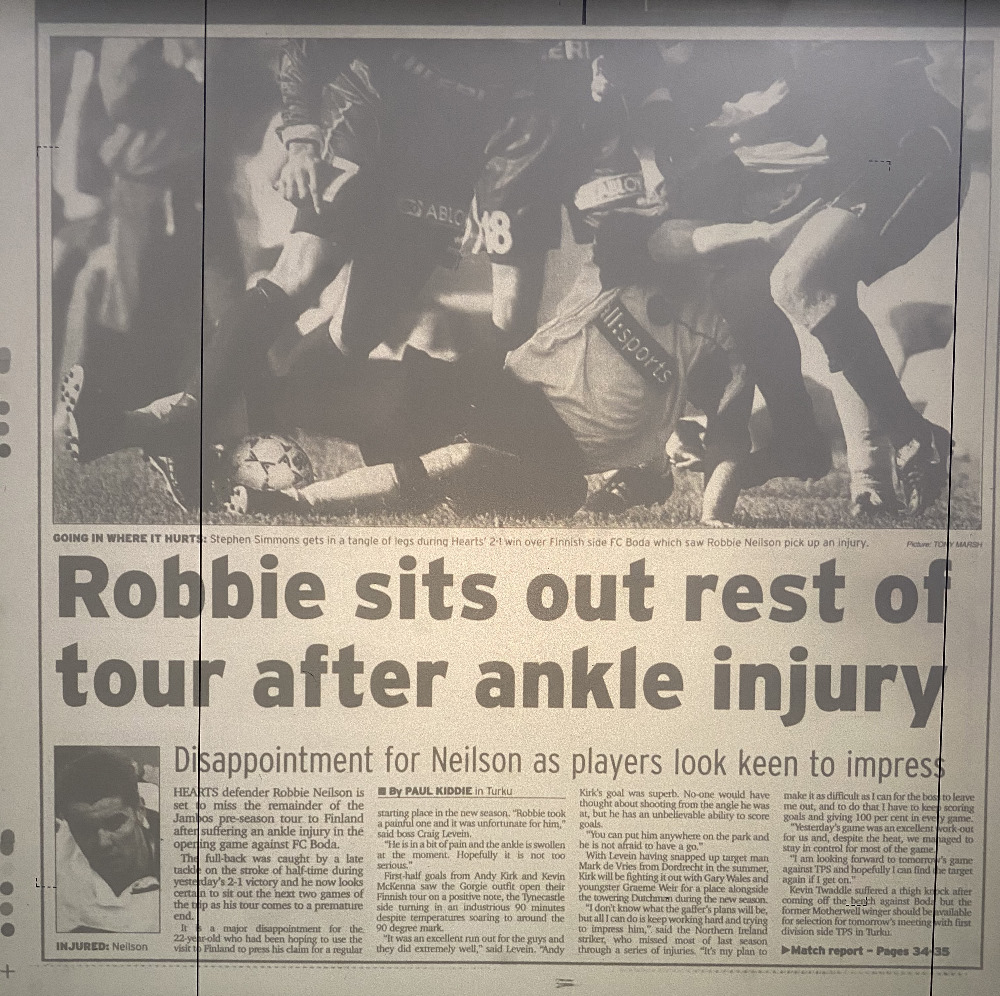 ABLOY
ABLO
18
ABLOY
all:sports
GOING IN WHERE IT HURTS: Stephen Simmons gets in a tangle of legs during Hearts' 2-1 win over Finnish side FC Boda which saw Robbie Neilson pick up an injury.
Picture: TONY MARSH
Robbie sits out rest of
tour after ankle injury
Disappointment for Neilson as players look keen to impress
INJURED: Neilson
HEARTS defender Robbie Neilson is
set to miss the remainder of the
Jambos pre-season tour to Finland
after suffering an ankle injury in the
opening game against FC Boda.
The full-back was caught by a late
tackle on the stroke of half-time during
yesterday's 2-1 victory and he now looks
certain to sit out the next two games of
the trip as his tour comes to a premature
end.
It is a major disappointment for the
22-year-old who had been hoping to use the
visit to Finland to press his claim for a regular
■ By PAUL KIDDIE in Turku
starting place in the new season. "Robbie took
a painful one and it was unfortunate for him,"
said boss Craig Levein.
"He is in a bit of pain and the ankle is swollen
at the moment. Hopefully it is not too
serious."
First-half goals from Andy Kirk and Kevin
McKenna saw the Gorgie outfit open their
Finnish tour on a positive note, the Tynecastle
side turning in an industrious 90 minutes
despite temperatures soaring to around the
90 degree mark.
"It was an excellent run out for the guys and
they did extremely well," said Levein. "Andy
Kirk's goal was superb. No-one would have
thought about shooting from the angle he was
at, but he has an unbelievable ability to score
goals.
"You can put him anywhere on the park and
he is not afraid to have a go."
With Levein having snapped up target man
Mark de Vries from Dordrecht in the summer,
Kirk will be fighting it out with Gary Wales and
youngster Graeme Weir for a place alongside
the towering Dutchman during the new season.
"I don't know what the gaffer's plans will be,
but all I can do is keep working hard and trying
to impress him," said the Northern Ireland
striker, who missed most of last season
through a series of injuries. "It's my plan to
make it as difficult as I can for the boss to leave
me out, and to do that I have to keep scoring
goals and giving 100 per cent in every game.
"Yesterday's game was an excellent work-out
for us and, despite the heat, we managed to
stay in control for most of the game.
"I am looking forward to tomorrow's game
against TPS and hopefully I can find the target
again if I get on."
Kevin Twaddle suffered a thigh knock after
coming off the bench against Boda but the
former Motherwell winger should be available
for selection for tomorrow's meeting with first
division side TPS in Turku.
▶Match report – Pages 34-35